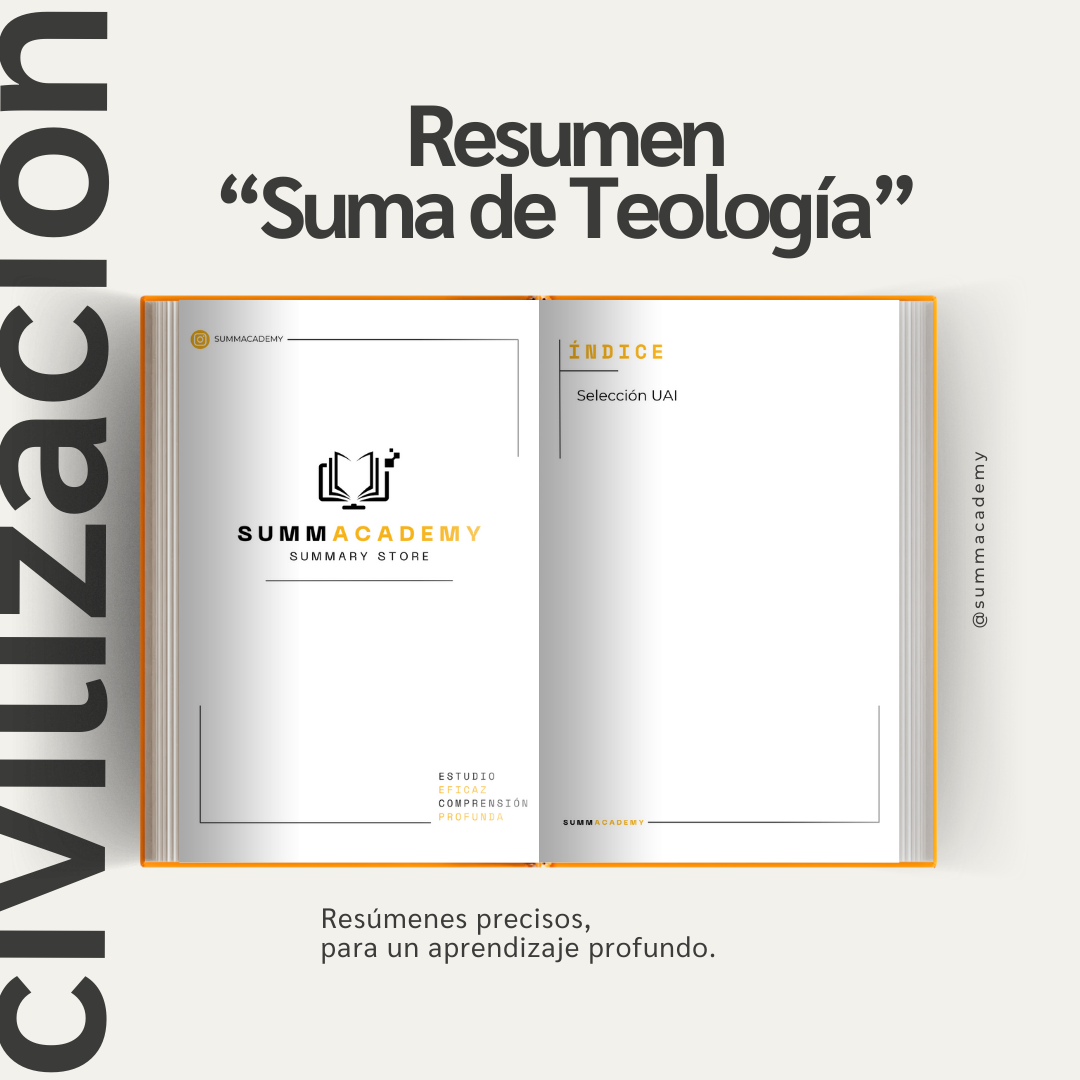 civilización
Resumen
“Suma de Teología”
SUMMACADEMY
SUMMACADEMY
SUMMARY STORE
ESTUDIO
EFICAZ
COMPRENSIÓN
PROFUNDA
ÍNDICE
Selección UAI
SUMMACADEMY
@summacademy
Resúmenes precisos,
para un aprendizaje profundo.